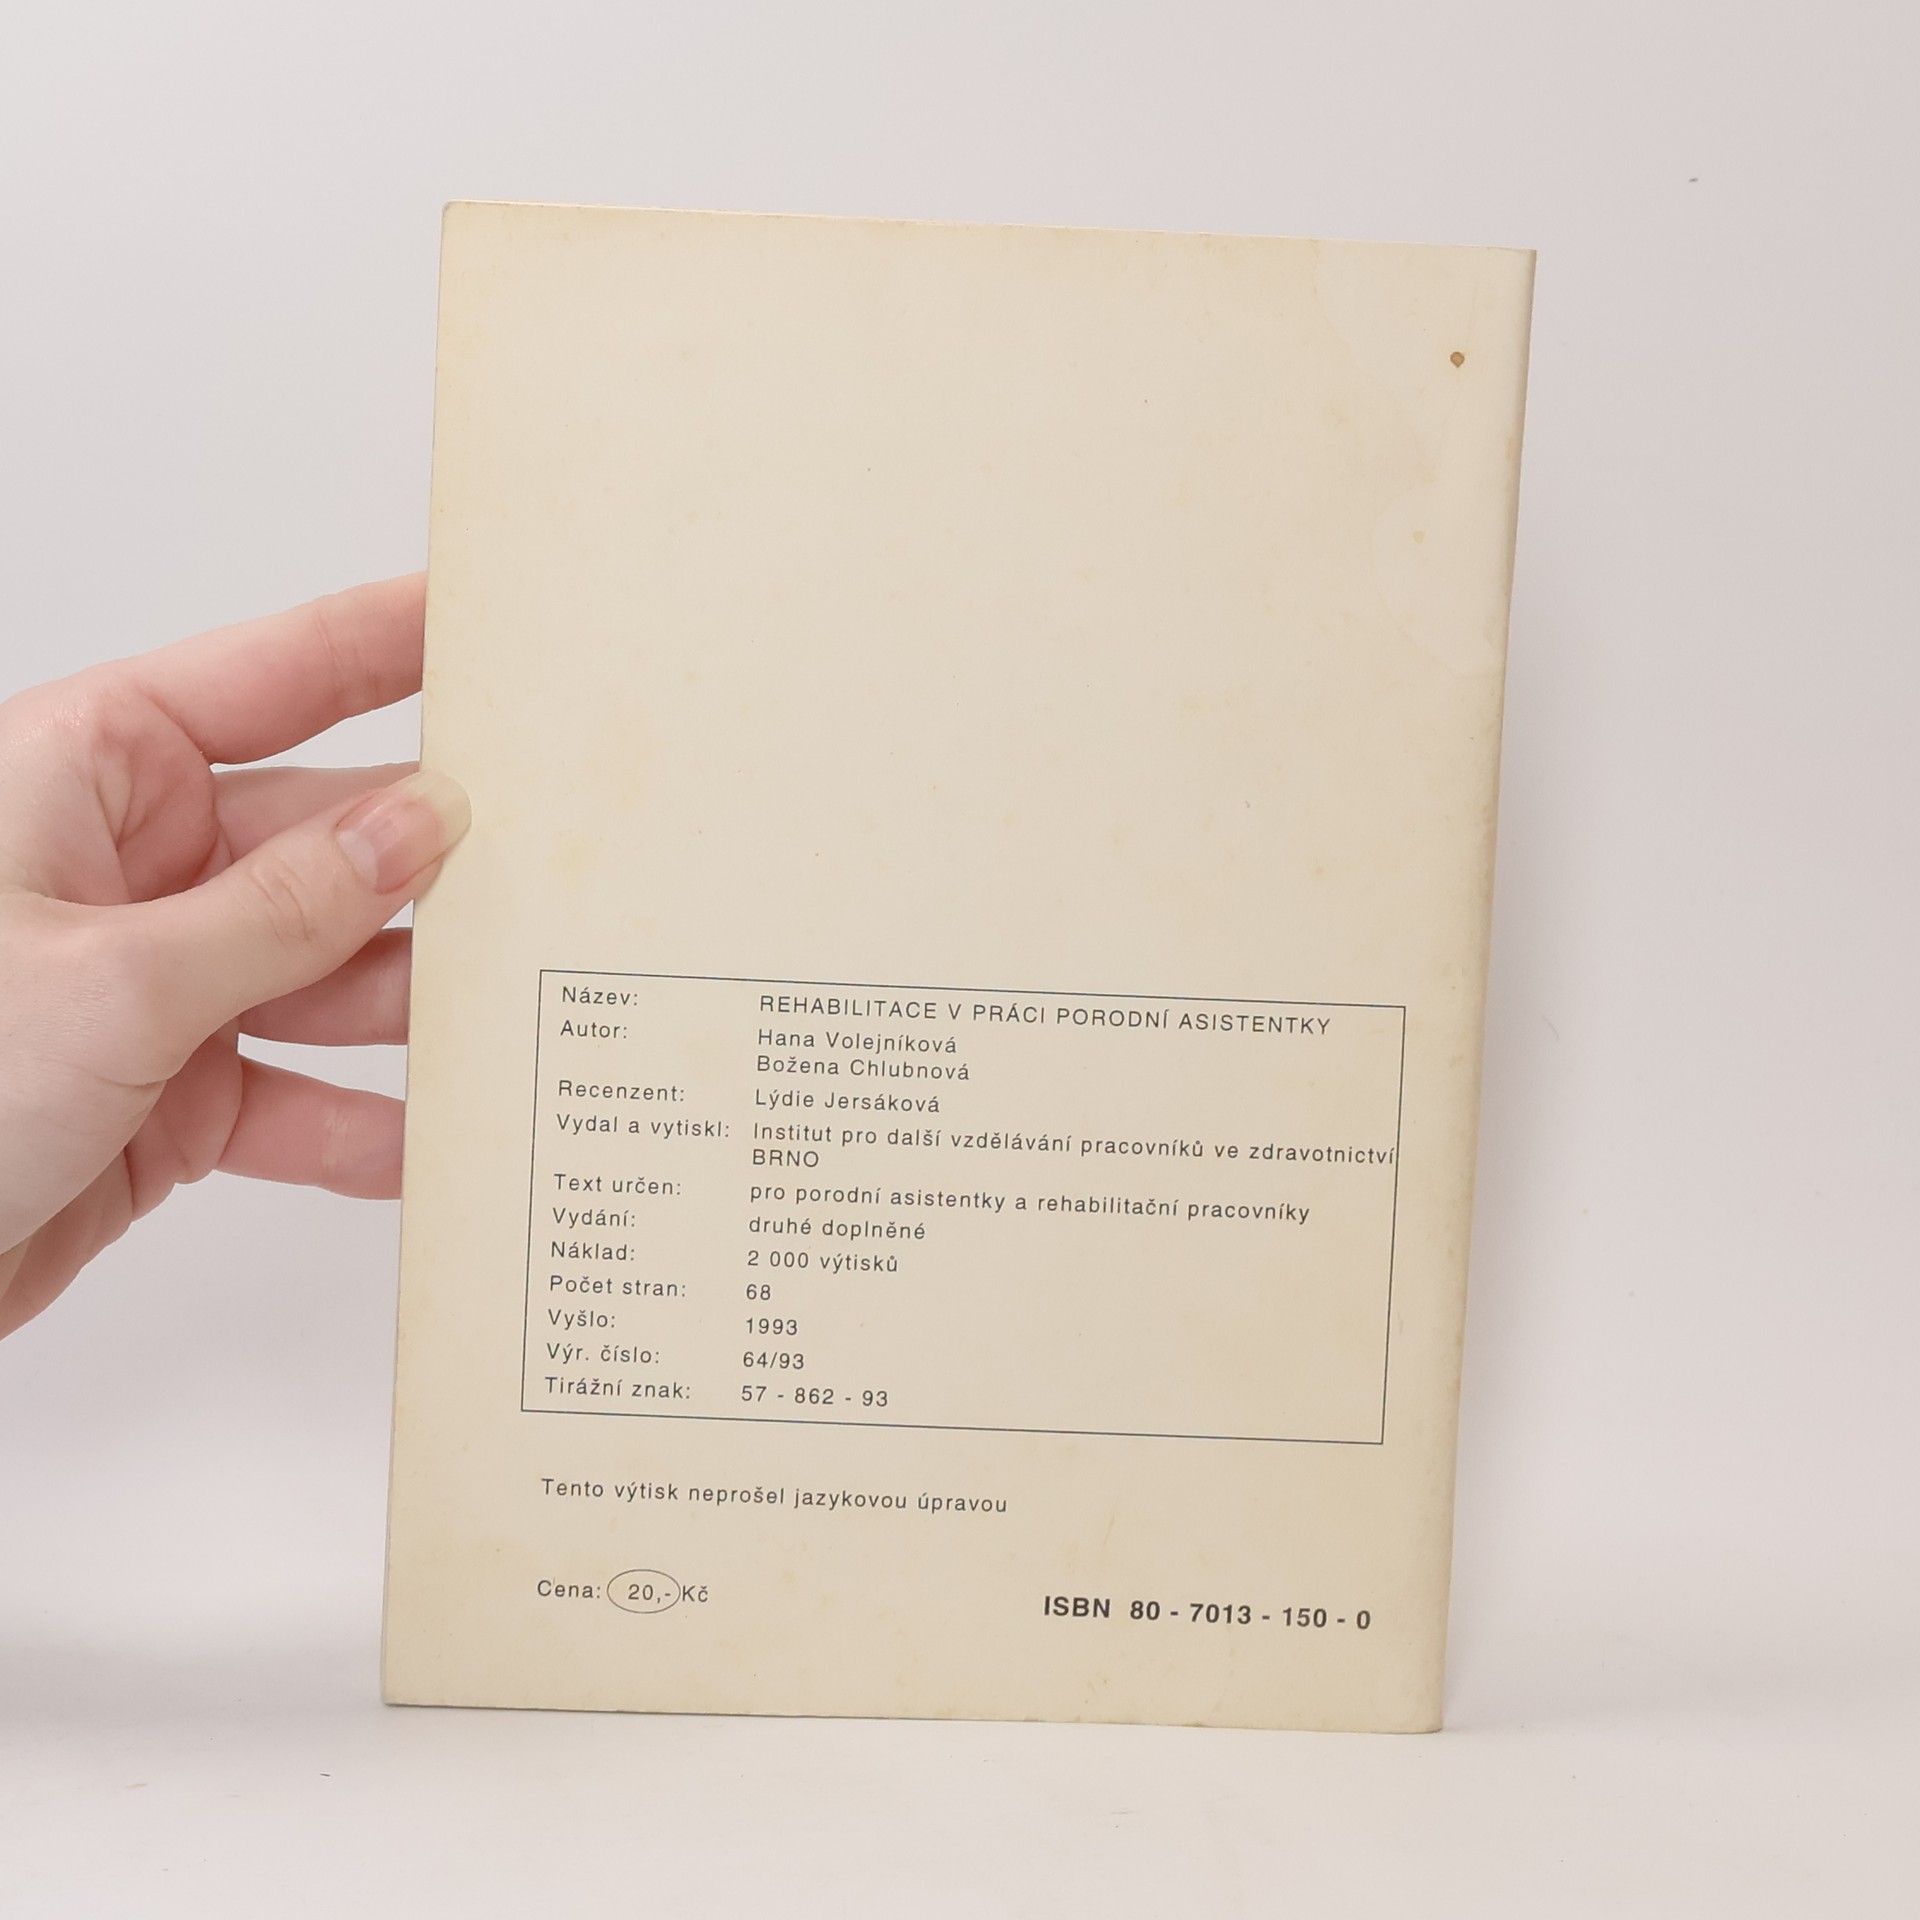 Název: REHABILITACE V PRÁCI PORODNÍ ASISTENTKY
Autor: Hana Volejníková
Božena Chlubnová
Recenzent: Lýdie Jersáková
Vydal a vytiskl: Institut pro další vzdělávání pracovníků ve zdravotnictví
BRNO
Text určen: pro porodní asistentky a rehabilitační pracovníky
Vydání: druhé doplněné
Náklad: 2 000 výtisků
Počet stran: 68
Vyšlo: 1993
Výr. číslo: 64/93
Tirážní znak: 57 - 862 - 93
Tento výtisk neprošel jazykovou úpravou
Cena: 20,- Kč
ISBN 80 - 7013 - 150 - 0